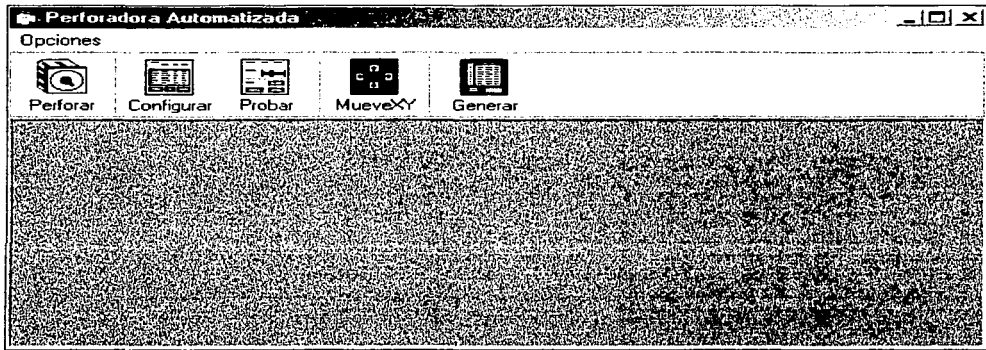 Perforadora Automatizada
Opciones
Perforar Configurar Probar MueveXY Generar